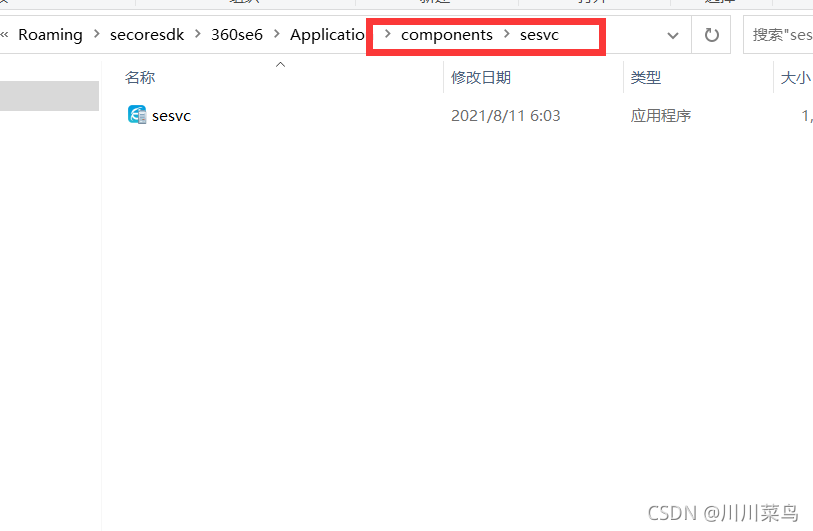 « Roaming > secoresdk > 360se6 > Applicatio > components > sesvc 搜索"ses
名称 修改日期 类型 大小
sesvc 2021/8/11 6:03 应用程序 1,
CSDN @川川菜鸟